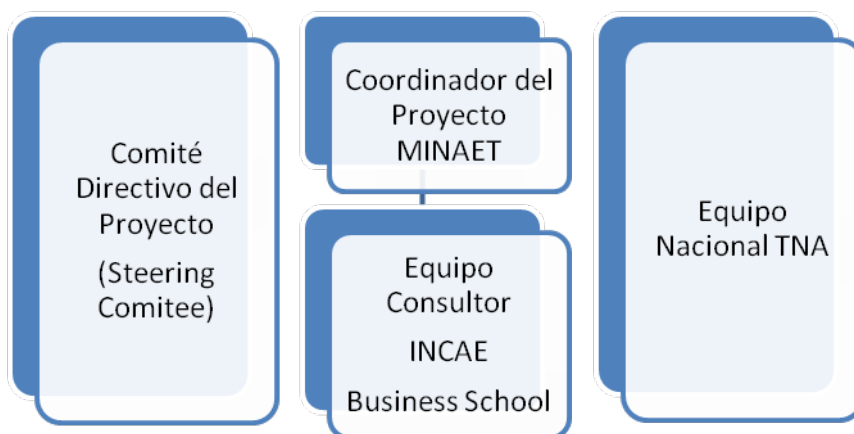 Comité
Directivo del
Proyecto
(Steering
Comitee)
Coordinador del
Proyecto
MINAET
Equipo
Consultor
INCAE
Business School
Equipo
Nacional TNA